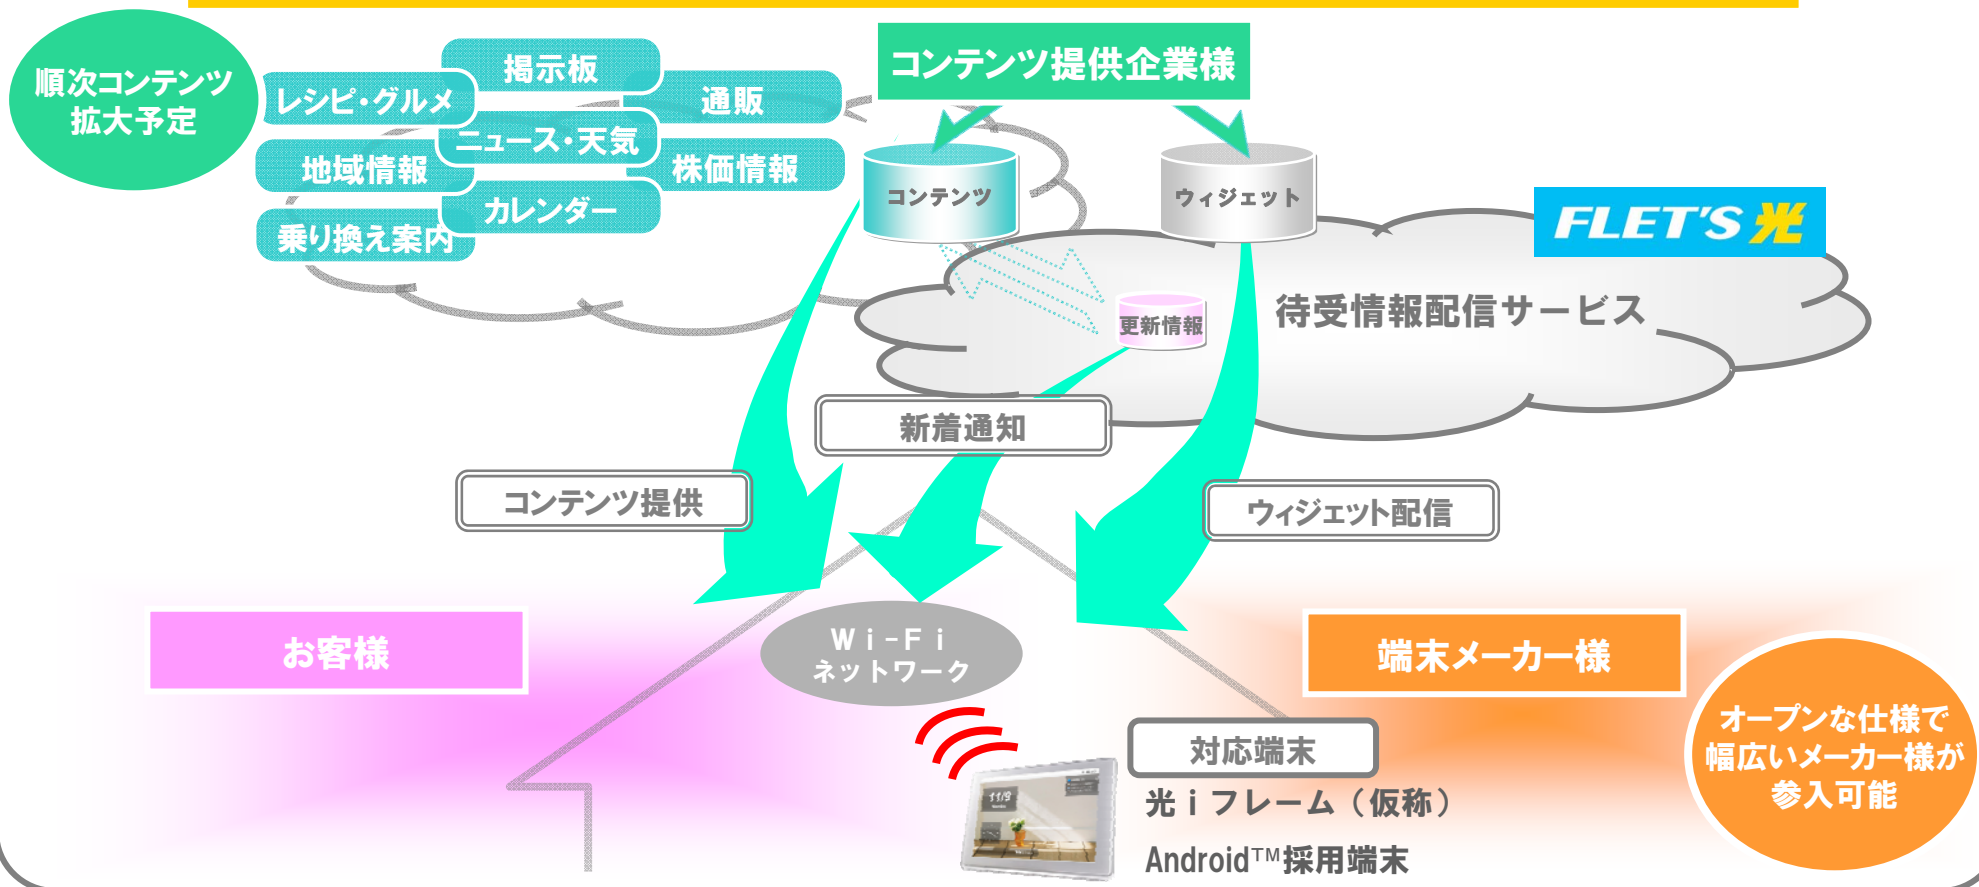 順次コンテンツ
拡大予定
掲示板
レシピ・グルメ
通販
ニュース・天気
地域情報
株価情報
カレンダー
乗り換え案内
コンテンツ提供企業様
コンテンツ
ウィジェット
FLET'S 光
更新情報
待受情報配信サービス
新着通知
コンテンツ提供
ウィジェット配信
お客様
Ｗｉ-Ｆｉ
ネットワーク
端末メーカー様
オープンな仕様で
幅広いメーカー様が
参入可能
対応端末
光ｉフレーム（仮称）
Android™採用端末
11/9